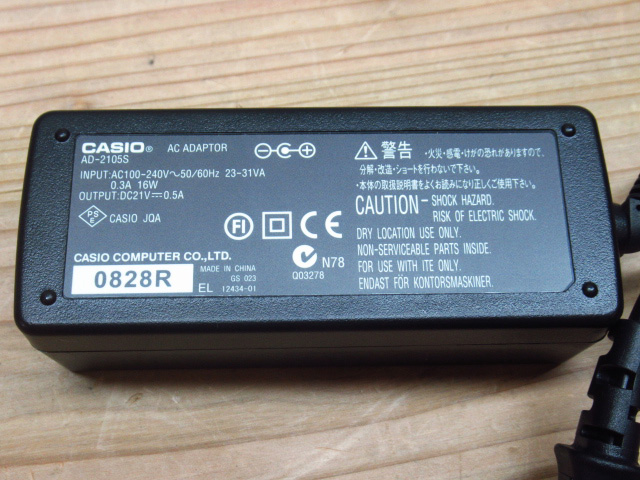 CASIO® AC ADAPTOR
AD-2105S
INPUT:AC100-240V～50/60Hz 23-31VA
0.3A 16W
OUTPUT:DC21V⎓0.5A
PS
E
CASIO JQA
FI
CE
N78
Q03278
CASIO COMPUTER CO.,LTD.
0828R
MADE IN CHINA
GS 023
EL 12434-01
警告
・火災・感電・けがの恐れがありますので、
分解・改造・ショートを行わないで下さい。
・本体の取扱説明書をよくお読みになり正しくご使用下さい。
CAUTION – SHOCK HAZARD.
RISK OF ELECTRIC SHOCK.
DRY LOCATION USE ONLY.
NON-SERVICEABLE PARTS INSIDE.
FOR USE WITH ITE ONLY.
ENDAST FÖR KONTORSMASKINER.